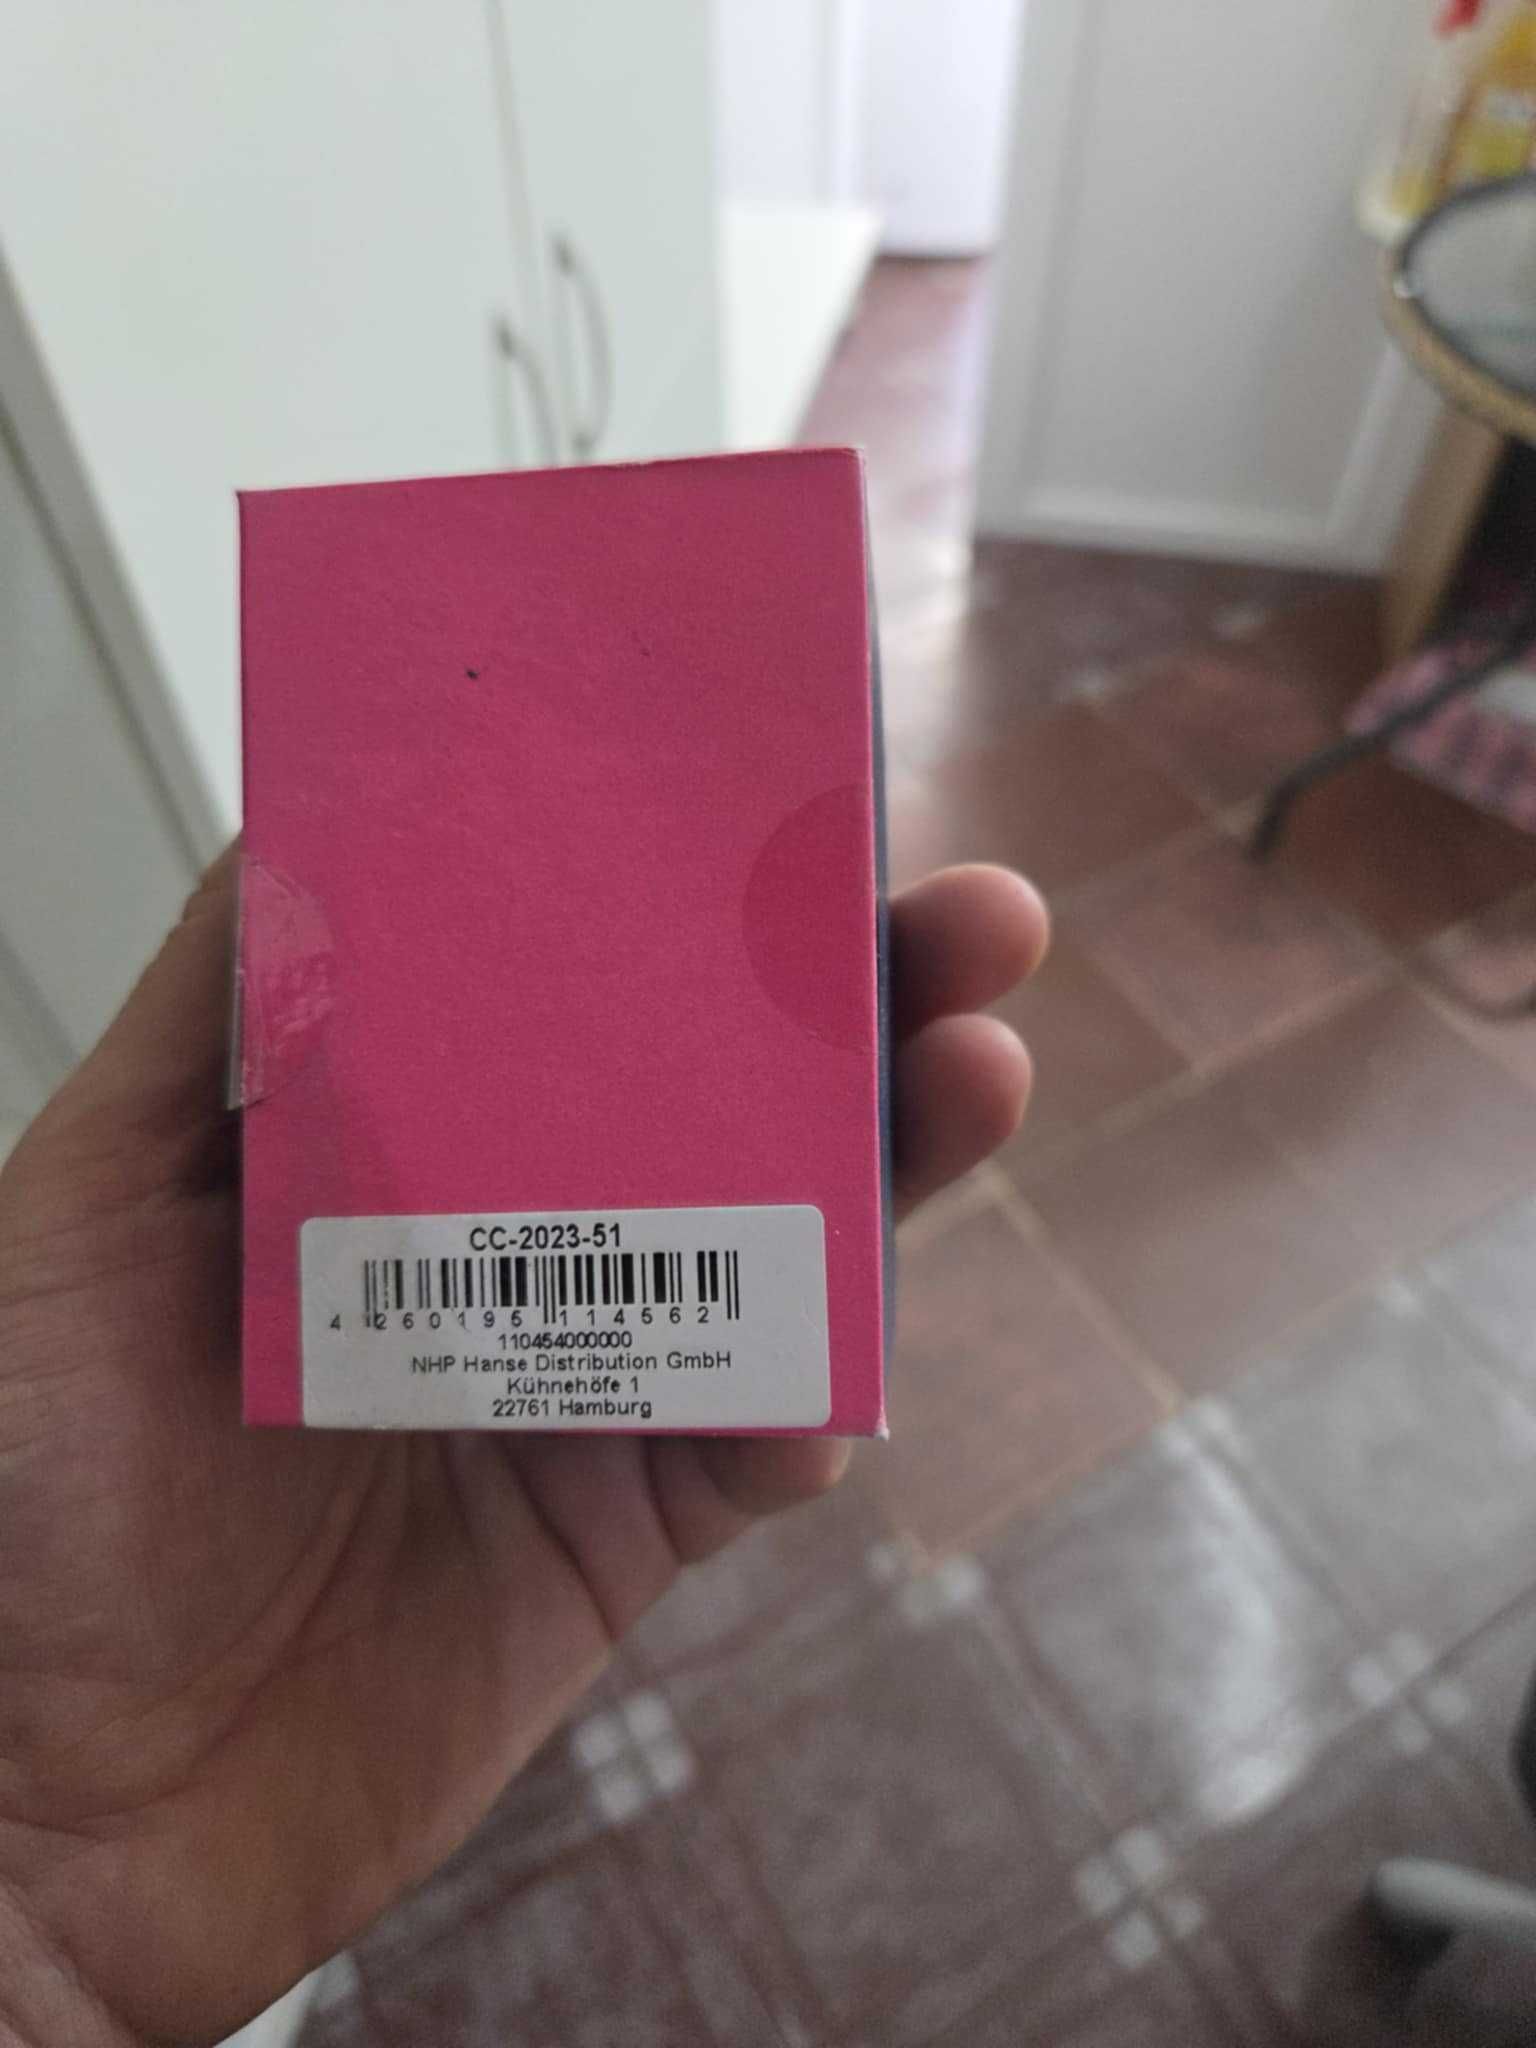 CC-2023-51
4 260195 114562
110454000000
NHP Hanse Distribution GmbH
Kühnehöfe 1
22761 Hamburg